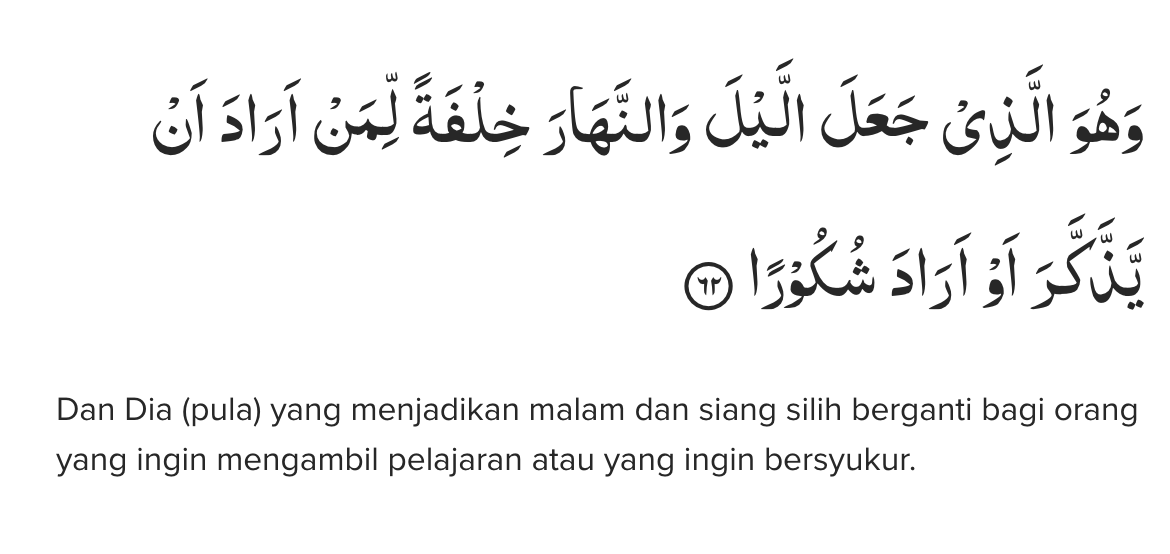 وَهُوَ الَّذِيْ جَعَلَ الَّيْلَ وَالنَّهَارَ خِلْفَةً لِّمَنْ اَرَادَ اَنْ
يَّذَّكَّرَ اَوْ اَرَادَ شُكُوْرًا ٦٢
Dan Dia (pula) yang menjadikan malam dan siang silih berganti bagi orang
yang ingin mengambil pelajaran atau yang ingin bersyukur.